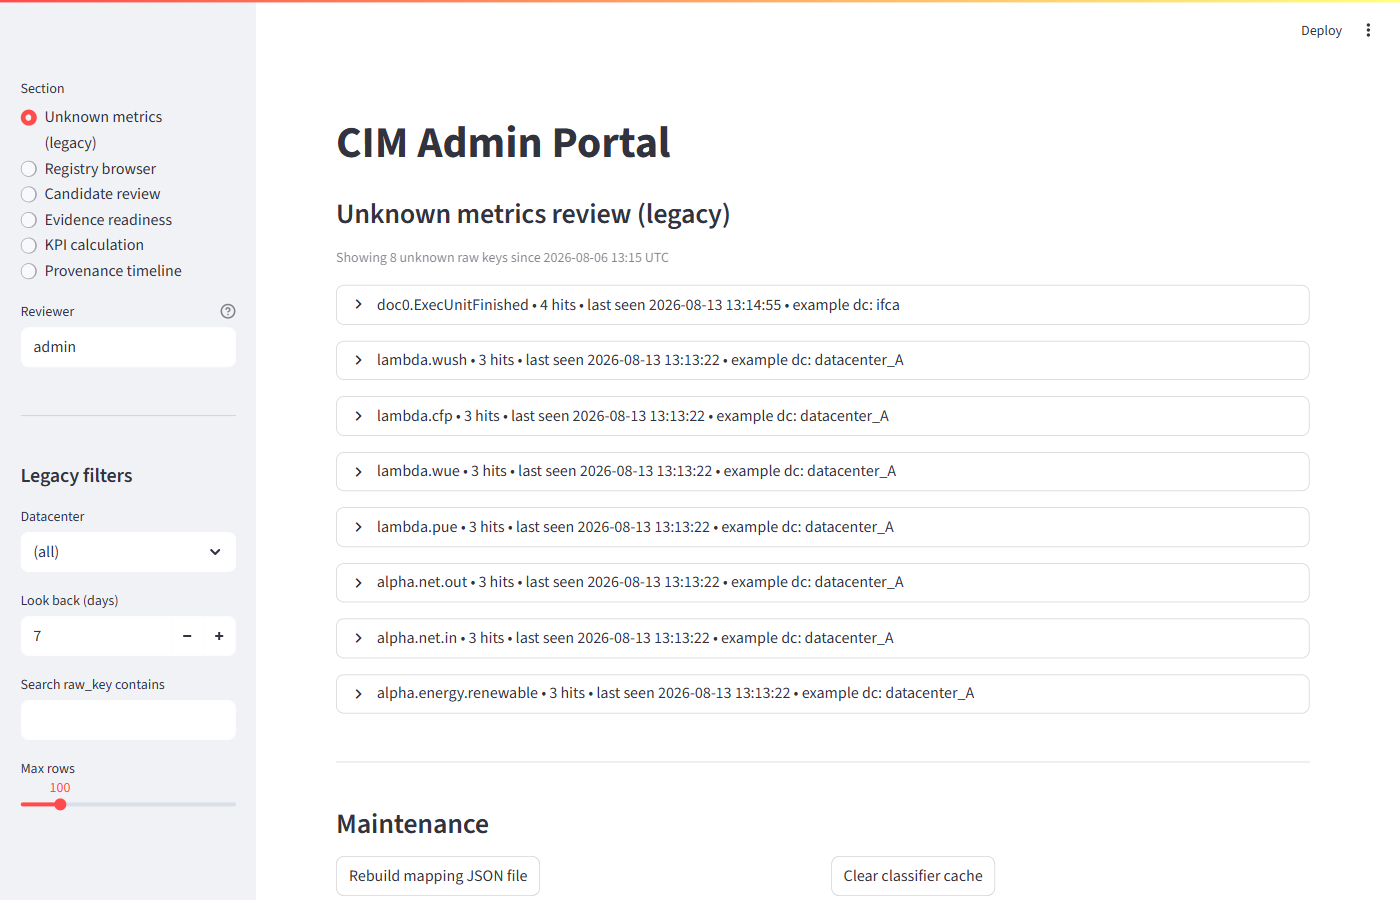 Deploy
Section
Unknown metrics
(legacy)
Registry browser
Candidate review
Evidence readiness
KPI calculation
Provenance timeline
Reviewer
admin
Legacy filters
Datacenter
(all)
Look back (days)
7
Search raw_key contains
Max rows
100
CIM Admin Portal
Unknown metrics review (legacy)
Showing 8 unknown raw keys since 2026-08-06 13:15 UTC
doc0.ExecUnitFinished • 4 hits • last seen 2026-08-13 13:14:55 • example dc: ifca
lambda.wush • 3 hits • last seen 2026-08-13 13:13:22 • example dc: datacenter_A
lambda.cfp • 3 hits • last seen 2026-08-13 13:13:22 • example dc: datacenter_A
lambda.wue • 3 hits • last seen 2026-08-13 13:13:22 • example dc: datacenter_A
lambda.pue • 3 hits • last seen 2026-08-13 13:13:22 • example dc: datacenter_A
alpha.net.out • 3 hits • last seen 2026-08-13 13:13:22 • example dc: datacenter_A
alpha.net.in • 3 hits • last seen 2026-08-13 13:13:22 • example dc: datacenter_A
alpha.energy.renewable • 3 hits • last seen 2026-08-13 13:13:22 • example dc: datacenter_A
Maintenance
Rebuild mapping JSON file
Clear classifier cache